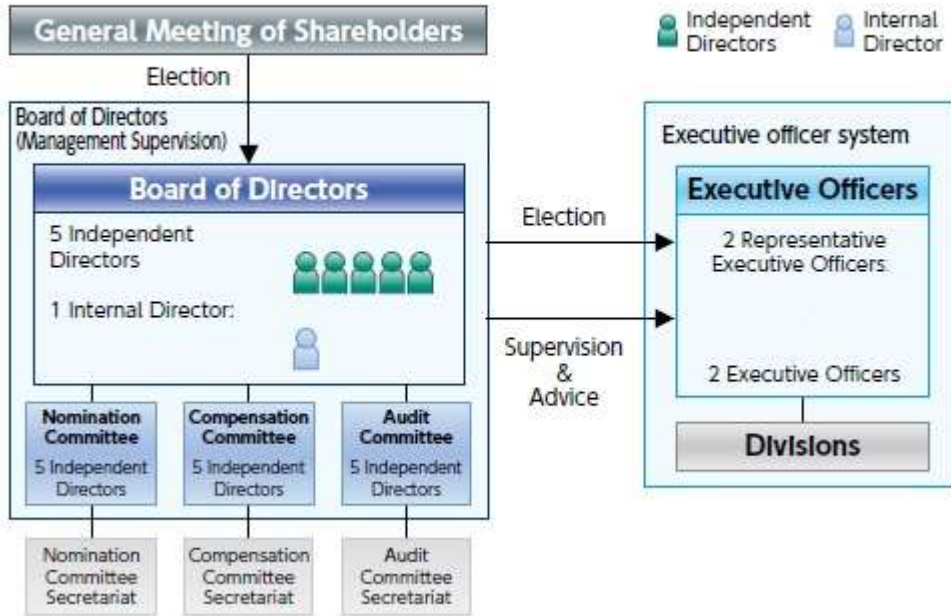 General Meeting of Shareholders
Independent
Directors
Internal
Director
Election
Board of Directors
(Management Supervision)
Board of Directors
5 Independent
Directors
1 Internal Director:
Election
Supervision
&
Advice
Executive officer system
Executive Officers
2 Representative
Executive Officers
2 Executive Officers
Divisions
Nomination
Committee
5 Independent
Directors
Compensation
Committee
5 Independent
Directors
Audit
Committee
5 Independent
Directors
Nomination
Committee
Secretariat
Compensation
Committee
Secretariat
Audit
Committee
Secretariat